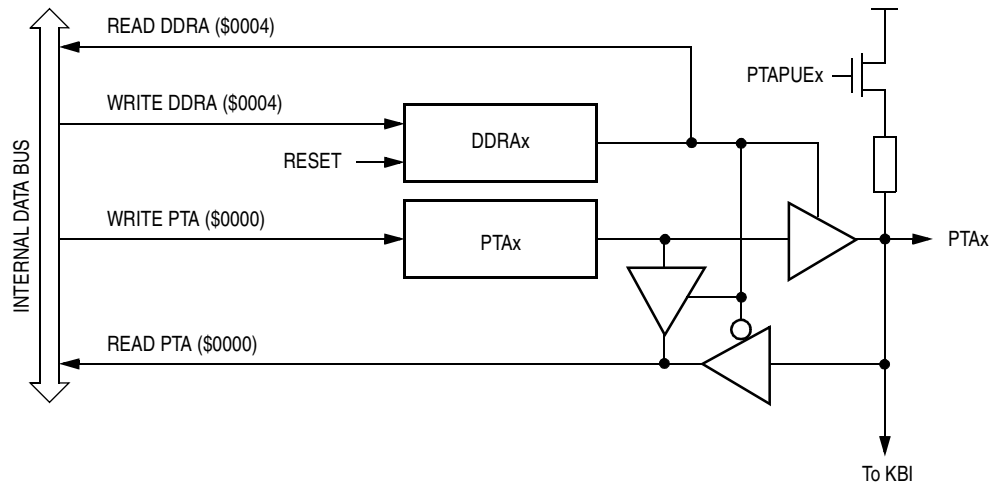 READ DDRA ($0004)
PTAPUEx
WRITE DDRA ($0004)
DDRAx
RESET
INTERNAL DATA BUS
WRITE PTA ($0000)
PTAx
PTAx
READ PTA ($0000)
To KBI